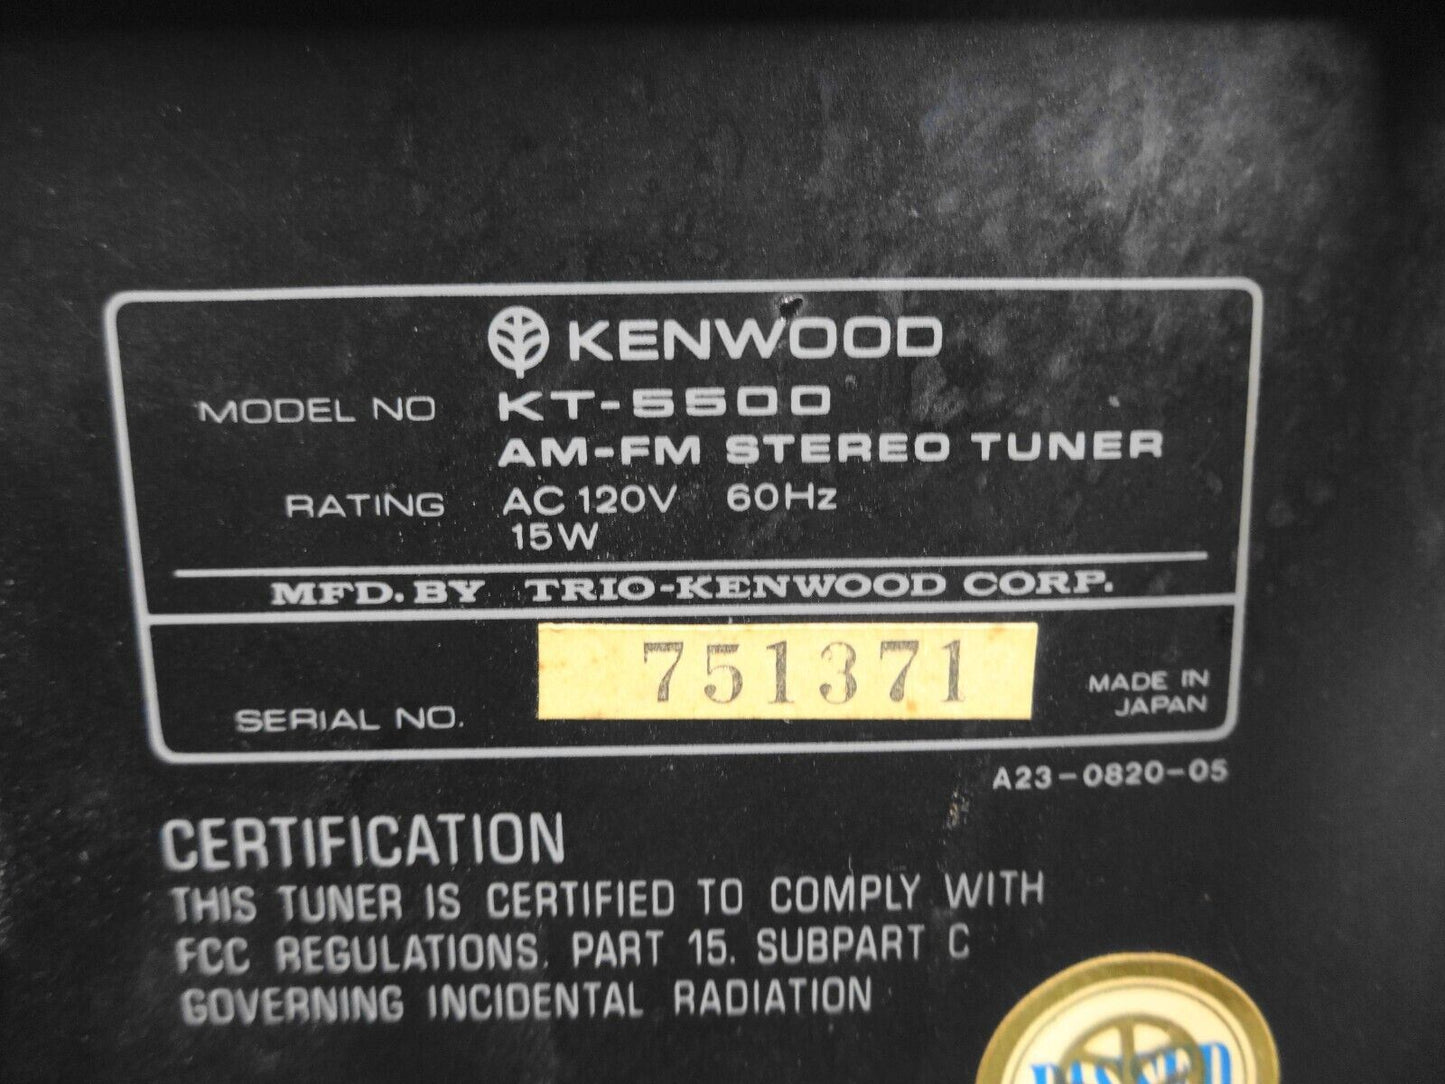 KENWOOD
MODEL NO KT-5500
AM-FM STEREO TUNER
RATING AC 120V 60Hz
15W
MFD. BY TRIO-KENWOOD CORP.
SERIAL NO. 751371 MADE IN
JAPAN
A23-0820-05
CERTIFICATION
THIS TUNER IS CERTIFIED TO COMPLY WITH
FCC REGULATIONS, PART 15. SUBPART C
GOVERNING INCIDENTAL RADIATION
PASSED